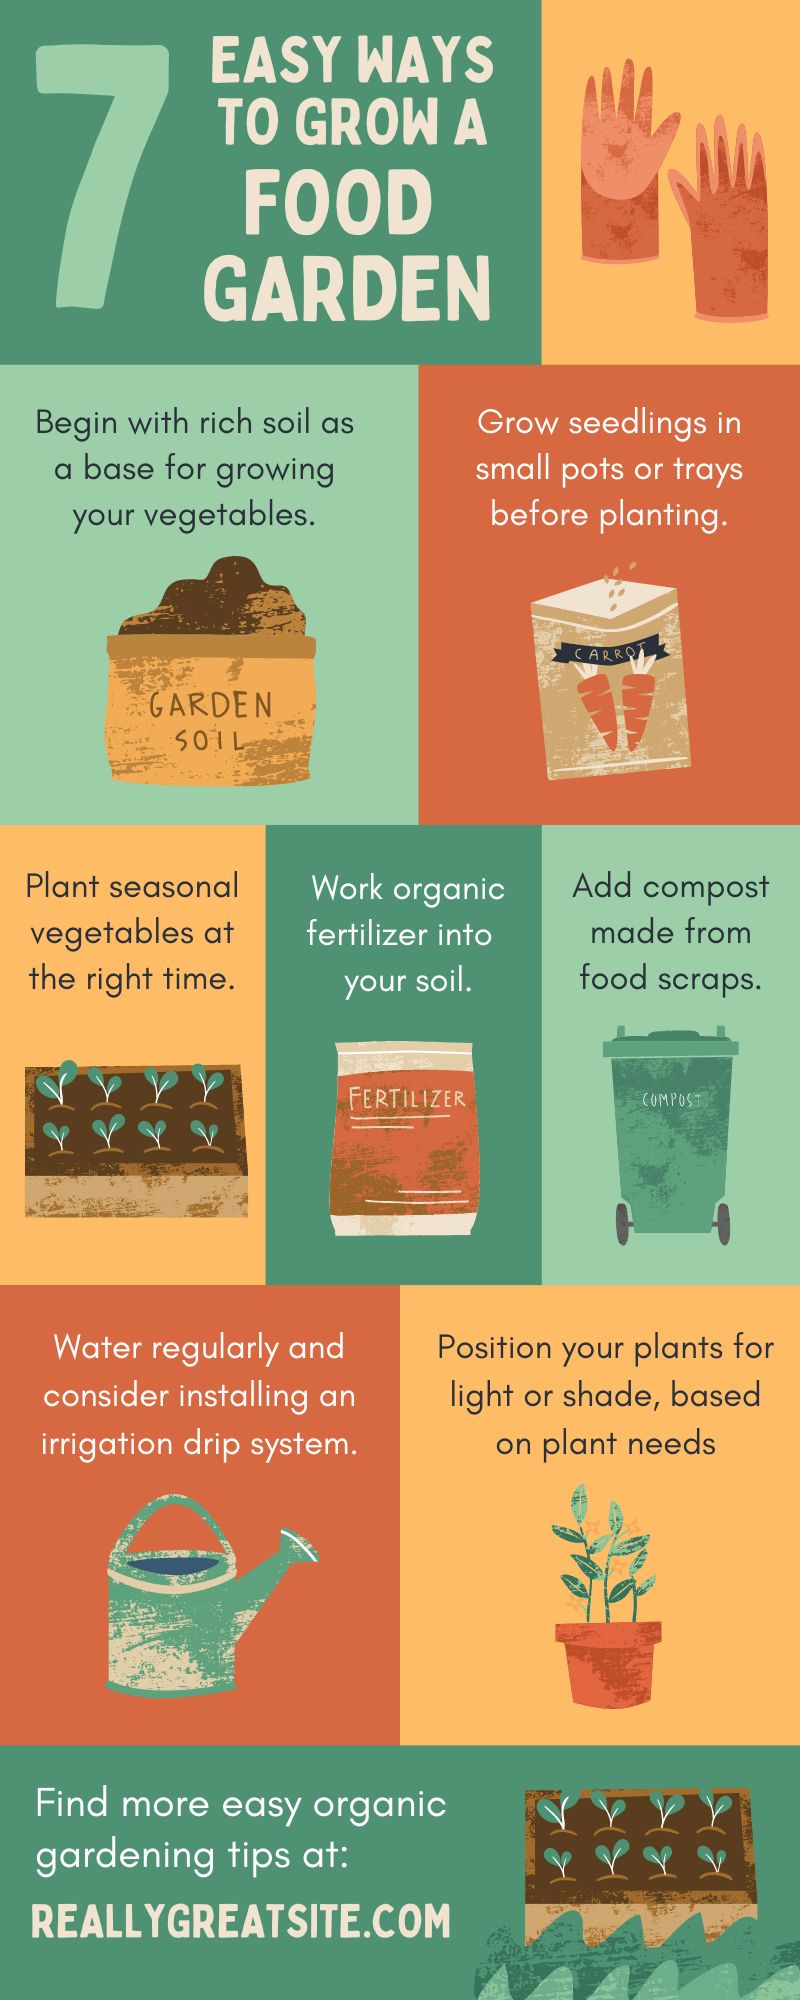 7
EASY WAYS
TO GROW A
FOOD
GARDEN
Begin with rich soil as
a base for growing
your vegetables.
GARDEN
SOIL
Grow seedlings in
small pots or trays
before planting.
CARROT
Plant seasonal
vegetables at
the right time.
Work organic
fertilizer into
your soil.
FERTILIZER
Add compost
made from
food scraps.
COMPOST
Water regularly and
consider installing an
irrigation drip system.
Position your plants for
light or shade, based
on plant needs
Find more easy organic
gardening tips at:
REALLYGREATSITE.COM